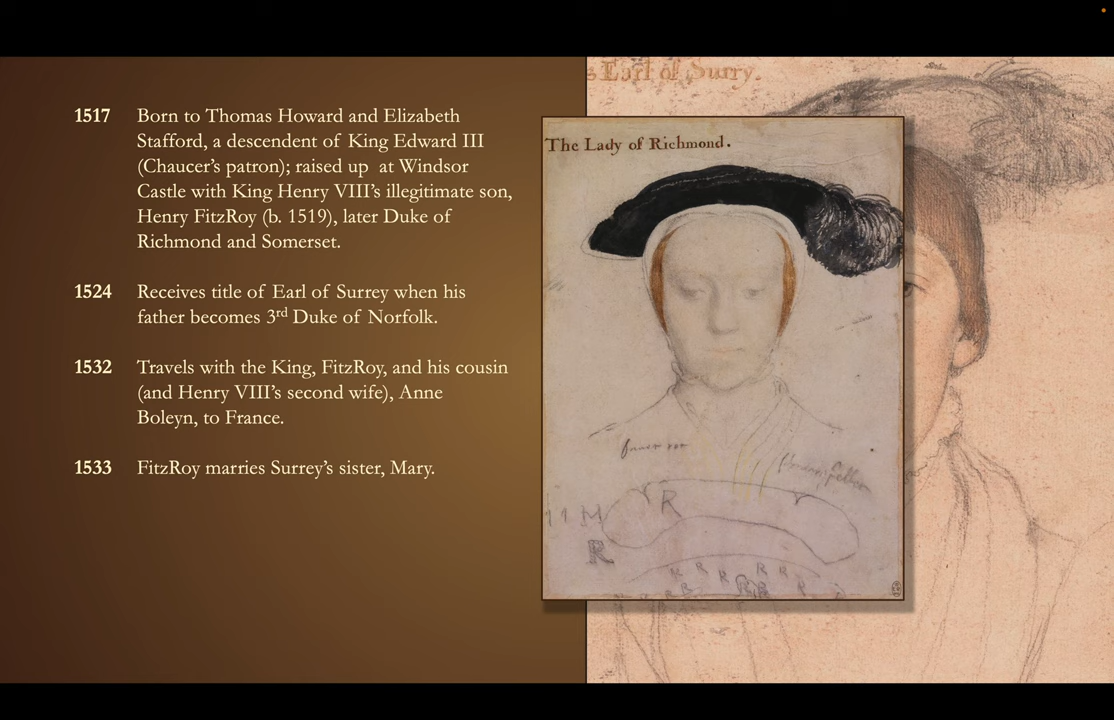 1517 Born to Thomas Howard and Elizabeth
Stafford, a descendent of King Edward III
(Chaucer's patron); raised up at Windsor
Castle with King Henry VIII's illegitimate son,
Henry FitzRoy (b. 1519), later Duke of
Richmond and Somerset.
1524 Receives title of Earl of Surrey when his
father becomes 3rd Duke of Norfolk.
1532 Travels with the King, FitzRoy, and his cousin
(and Henry VIII's second wife), Anne
Boleyn, to France.
1533 FitzRoy marries Surrey's sister, Mary.
s Earl of Surry.
The Lady of Richmond.
M R
R
R R R R R